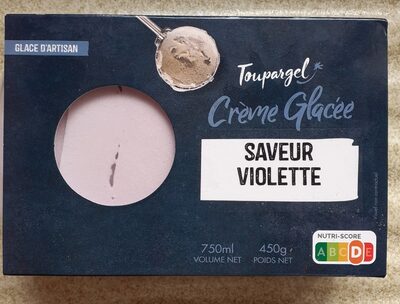 GLACE D'ARTISAN
Toupargel
Crème Glacée
SAVEUR
VIOLETTE
750ml
VOLUME NET
450g
POIDS NET
NUTRI-SCORE
A B C D E